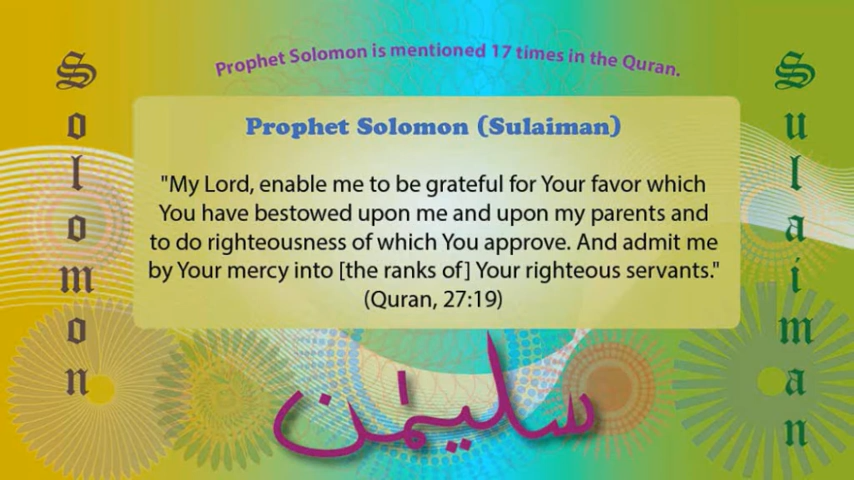 Prophet Solomon is mentioned 17 times in the Quran.
Solomon
Sulaiman
Prophet Solomon (Sulaiman)
"My Lord, enable me to be grateful for Your favor which
You have bestowed upon me and upon my parents and
to do righteousness of which You approve. And admit me
by Your mercy into [the ranks of] Your righteous servants."
(Quran, 27:19)
سليمٰن